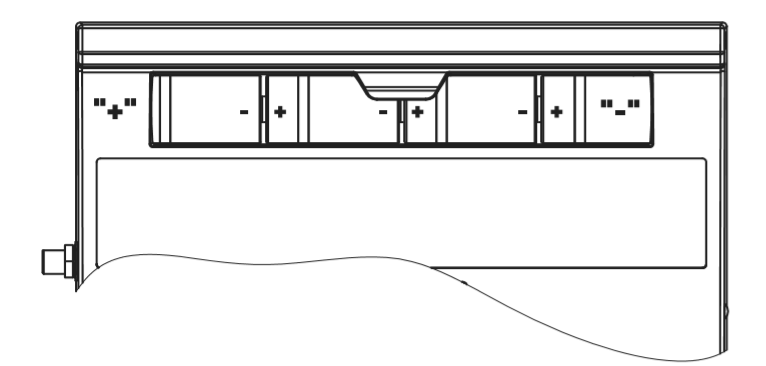 "+" - + - + - + "-"